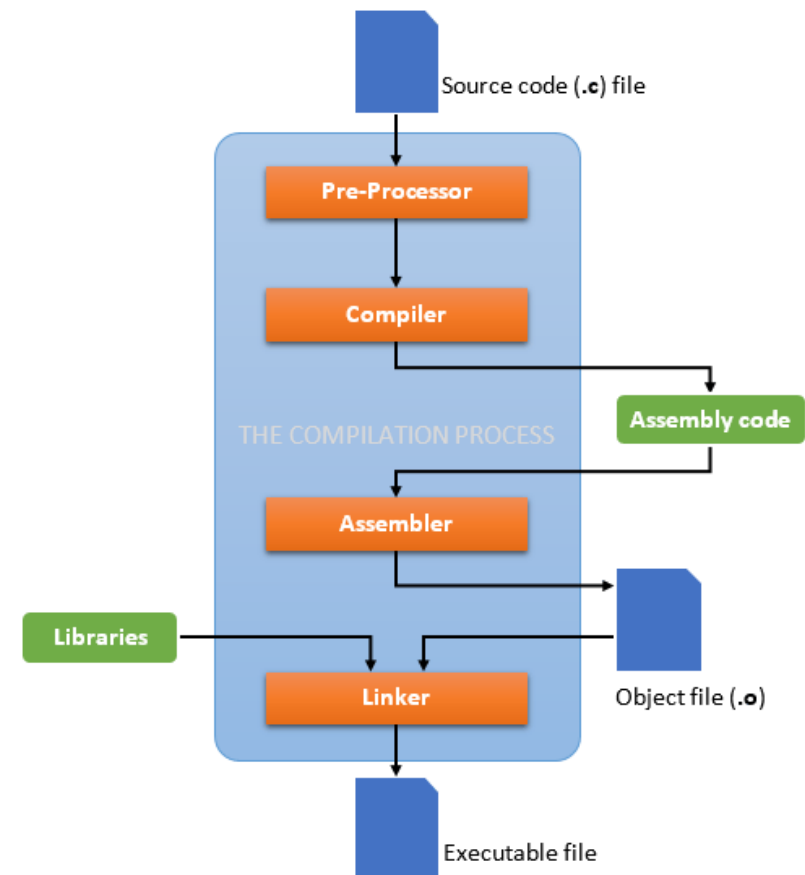 Source code (.c) file
Pre-Processor
Compiler
Assembly code
THE COMPILATION PROCESS
Assembler
Libraries
Linker
Object file (.o)
Executable file